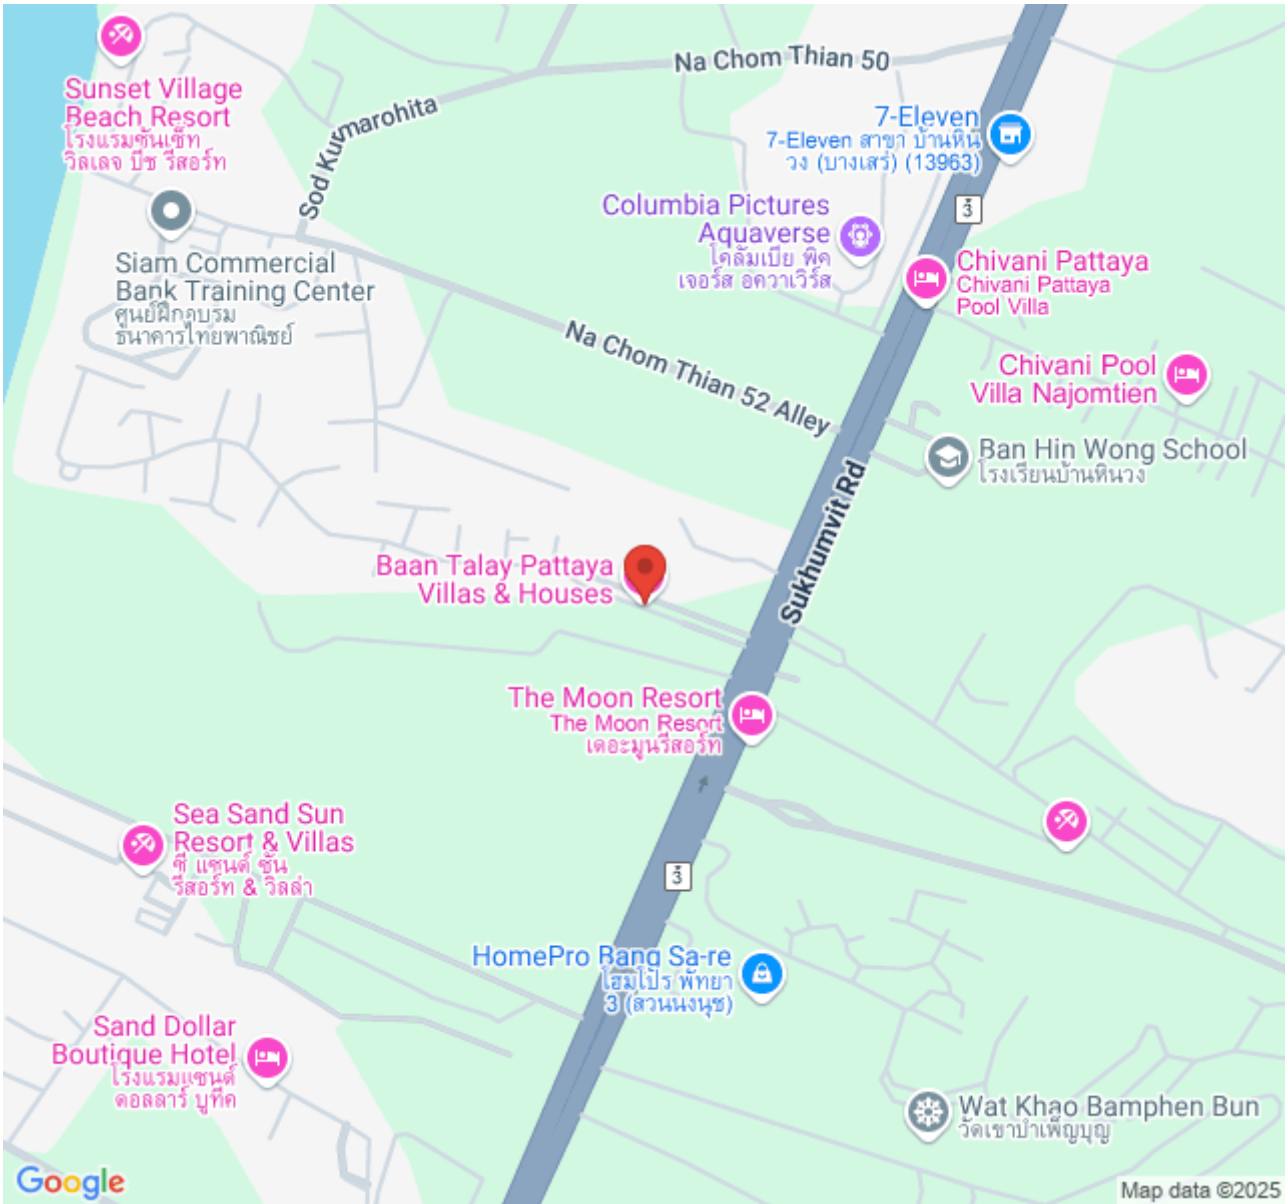 Na Chom Thian 50
Sunset Village
Beach Resort
โรงแรมซันเซ็ท
วิลเลจ บีช รีสอร์ท
Sod Kumarohita
7-Eleven
7-Eleven สาขา บ้านหิน
วง (บางเสร่) (13963)
3
Columbia Pictures
Aquaverse
โคลัมเบีย พิค
เจอร์ส อควาเวิร์ส
Siam Commercial
Bank Training Center
ศูนย์ฝึกอบรม
ธนาคารไทยพาณิชย์
Chivani Pattaya
Chivani Pattaya
Pool Villa
Na Chom Thian 52 Alley
Chivani Pool
Villa Najomtien
Ban Hin Wong School
โรงเรียนบ้านหินวง
Sukhumvit Rd
Baan Talay Pattaya
Villas & Houses
The Moon Resort
The Moon Resort
เดอะมูนรีสอร์ท
Sea Sand Sun
Resort & Villas
ซี แซนด์ ซัน
รีสอร์ท & วิลล่า
3
HomePro Bang Sa-re
โฮมโปร พัทยา
3 (สวนนงนุช)
Sand Dollar
Boutique Hotel
โรงแรมแซนด์
ดอลลาร์ บูทีค
Wat Khao Bamphen Bun
วัดเขาบำเพ็ญบุญ
Google
Map data ©2025